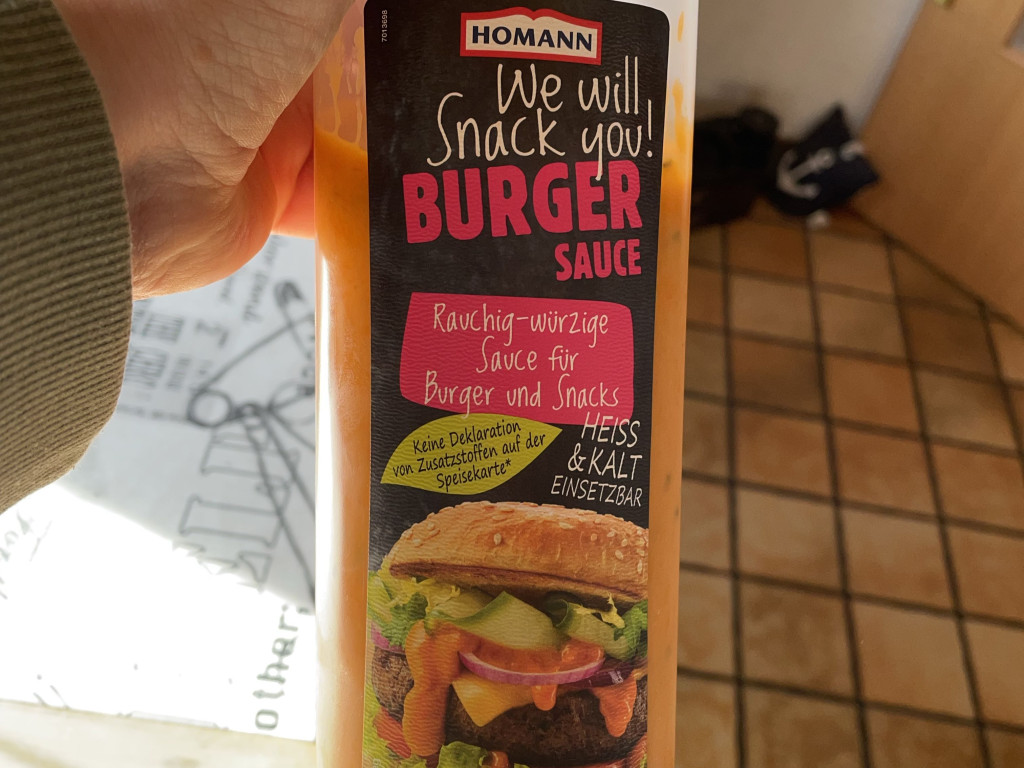 7013698
HOMANN
We will
Snack you!
BURGER
SAUCE
Rauchig-würzige
Sauce für
Burger und Snacks
Keine Deklaration
von Zusatzstoffen auf der
Speisekarte*
HEISS
& KALT
EINSETZBAR